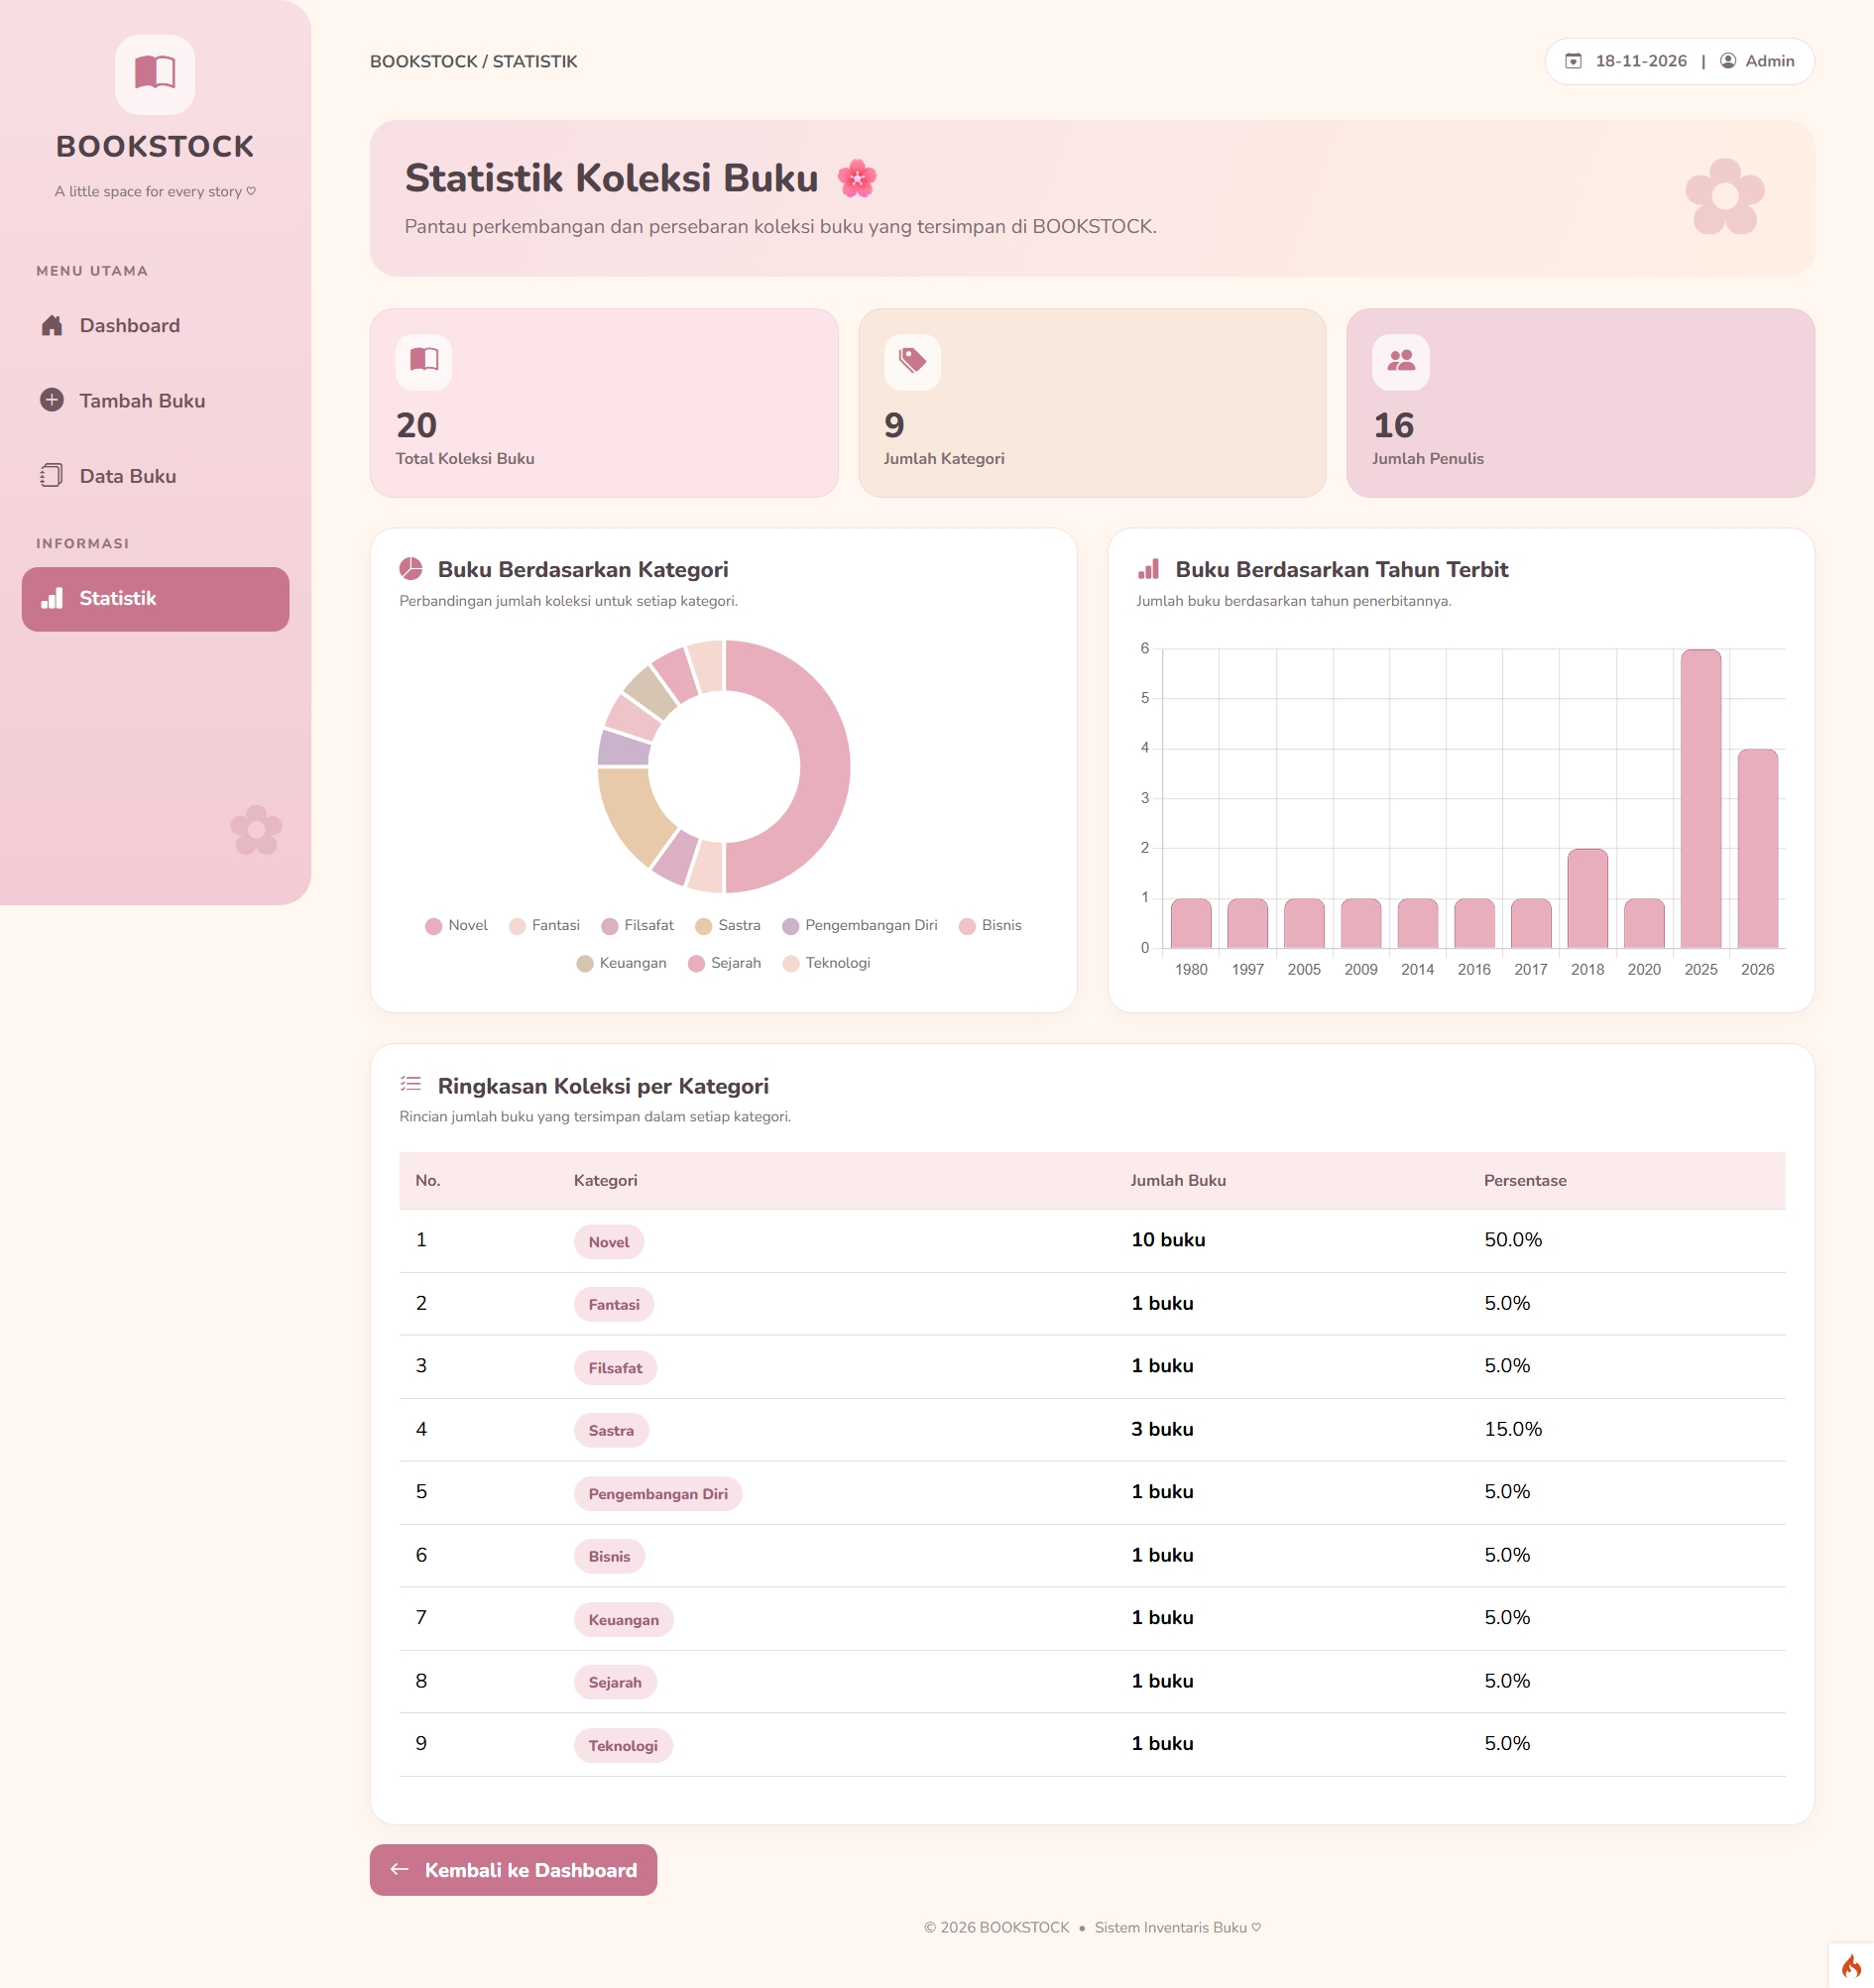 BOOKSTOCK
A little space for every story ♡
MENU UTAMA
Dashboard
Tambah Buku
Data Buku
INFORMASI
Statistik
BOOKSTOCK / STATISTIK
18-11-2026 | Admin
Statistik Koleksi Buku 🌸
Pantau perkembangan dan persebaran koleksi buku yang tersimpan di BOOKSTOCK.
20
Total Koleksi Buku
9
Jumlah Kategori
16
Jumlah Penulis
Buku Berdasarkan Kategori
Perbandingan jumlah koleksi untuk setiap kategori.
Novel Fantasi Filsafat Sastra Pengembangan Diri Bisnis
Keuangan Sejarah Teknologi
Buku Berdasarkan Tahun Terbit
Jumlah buku berdasarkan tahun penerbitannya.
6
5
4
3
2
1
0
1980 1997 2005 2009 2014 2016 2017 2018 2020 2025 2026
Ringkasan Koleksi per Kategori
Rincian jumlah buku yang tersimpan dalam setiap kategori.
No. Kategori Jumlah Buku Persentase
1 Novel 10 buku 50.0%
2 Fantasi 1 buku 5.0%
3 Filsafat 1 buku 5.0%
4 Sastra 3 buku 15.0%
5 Pengembangan Diri 1 buku 5.0%
6 Bisnis 1 buku 5.0%
7 Keuangan 1 buku 5.0%
8 Sejarah 1 buku 5.0%
9 Teknologi 1 buku 5.0%
← Kembali ke Dashboard
© 2026 BOOKSTOCK • Sistem Inventaris Buku ♡